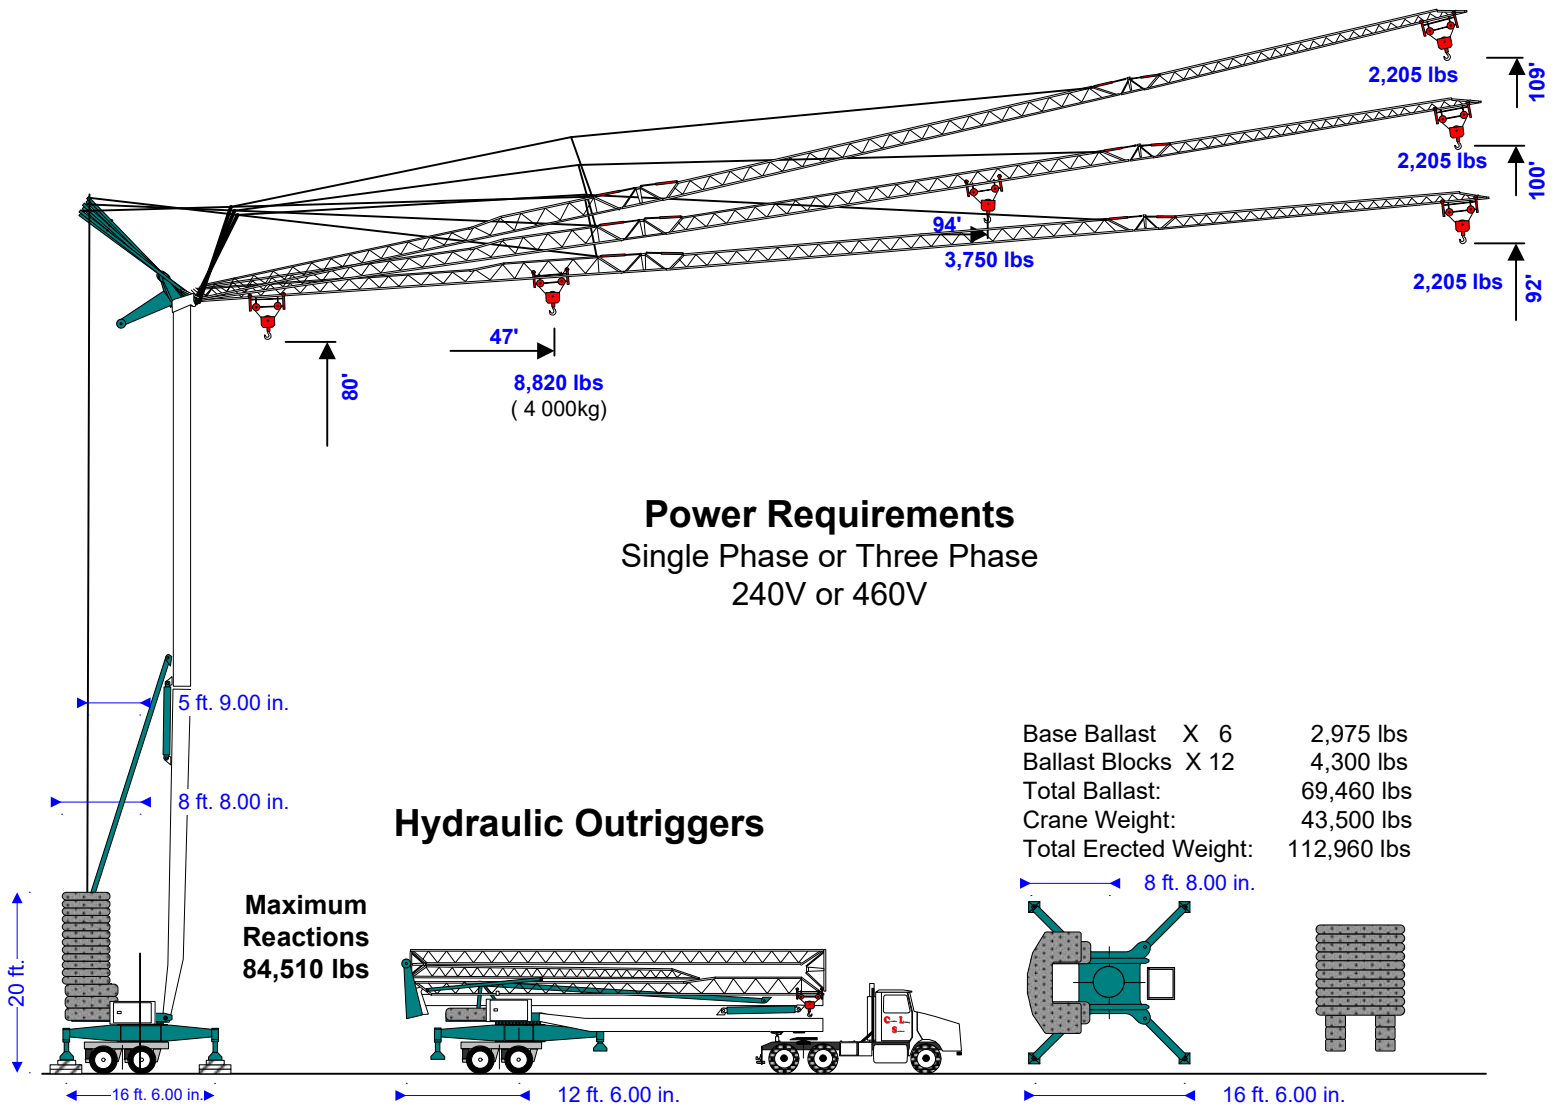 2,205 lbs
109'
2,205 lbs
100'
94'
3,750 lbs
2,205 lbs
92'
47'
80'
8,820 lbs
( 4 000kg)
Power Requirements
Single Phase or Three Phase
240V or 460V
5 ft. 9.00 in.
8 ft. 8.00 in.
Hydraulic Outriggers
Base Ballast X 6 2,975 lbs
Ballast Blocks X 12 4,300 lbs
Total Ballast: 69,460 lbs
Crane Weight: 43,500 lbs
Total Erected Weight: 112,960 lbs
8 ft. 8.00 in.
Maximum
Reactions
84,510 lbs
20 ft.
C L
S
16 ft. 6.00 in.
12 ft. 6.00 in.
16 ft. 6.00 in.